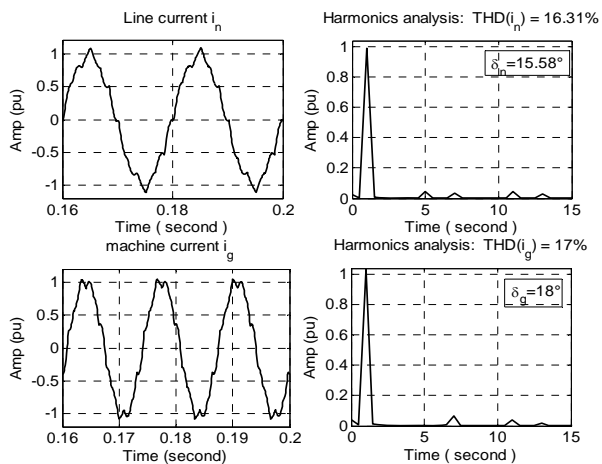 Line current i_n
Harmonics analysis: THD(i_n) = 16.31%
Amp (pu)
1
0.5
0
-0.5
-1
0.16
0.18
0.2
Time ( second)
Amp (pu)
1
0.8
0.6
0.4
0.2
0
δ_in=15.58°
0
5
10
15
Time ( second)
machine current i_g
Harmonics analysis: THD(i_g) = 17%
Amp (pu)
1
0.5
0
-0.5
-1
0.16
0.17
0.18
0.19
0.2
Time (second)
Amp (pu)
1
0.8
0.6
0.4
0.2
0
δ_g=18°
0
5
10
15
Time ( second)